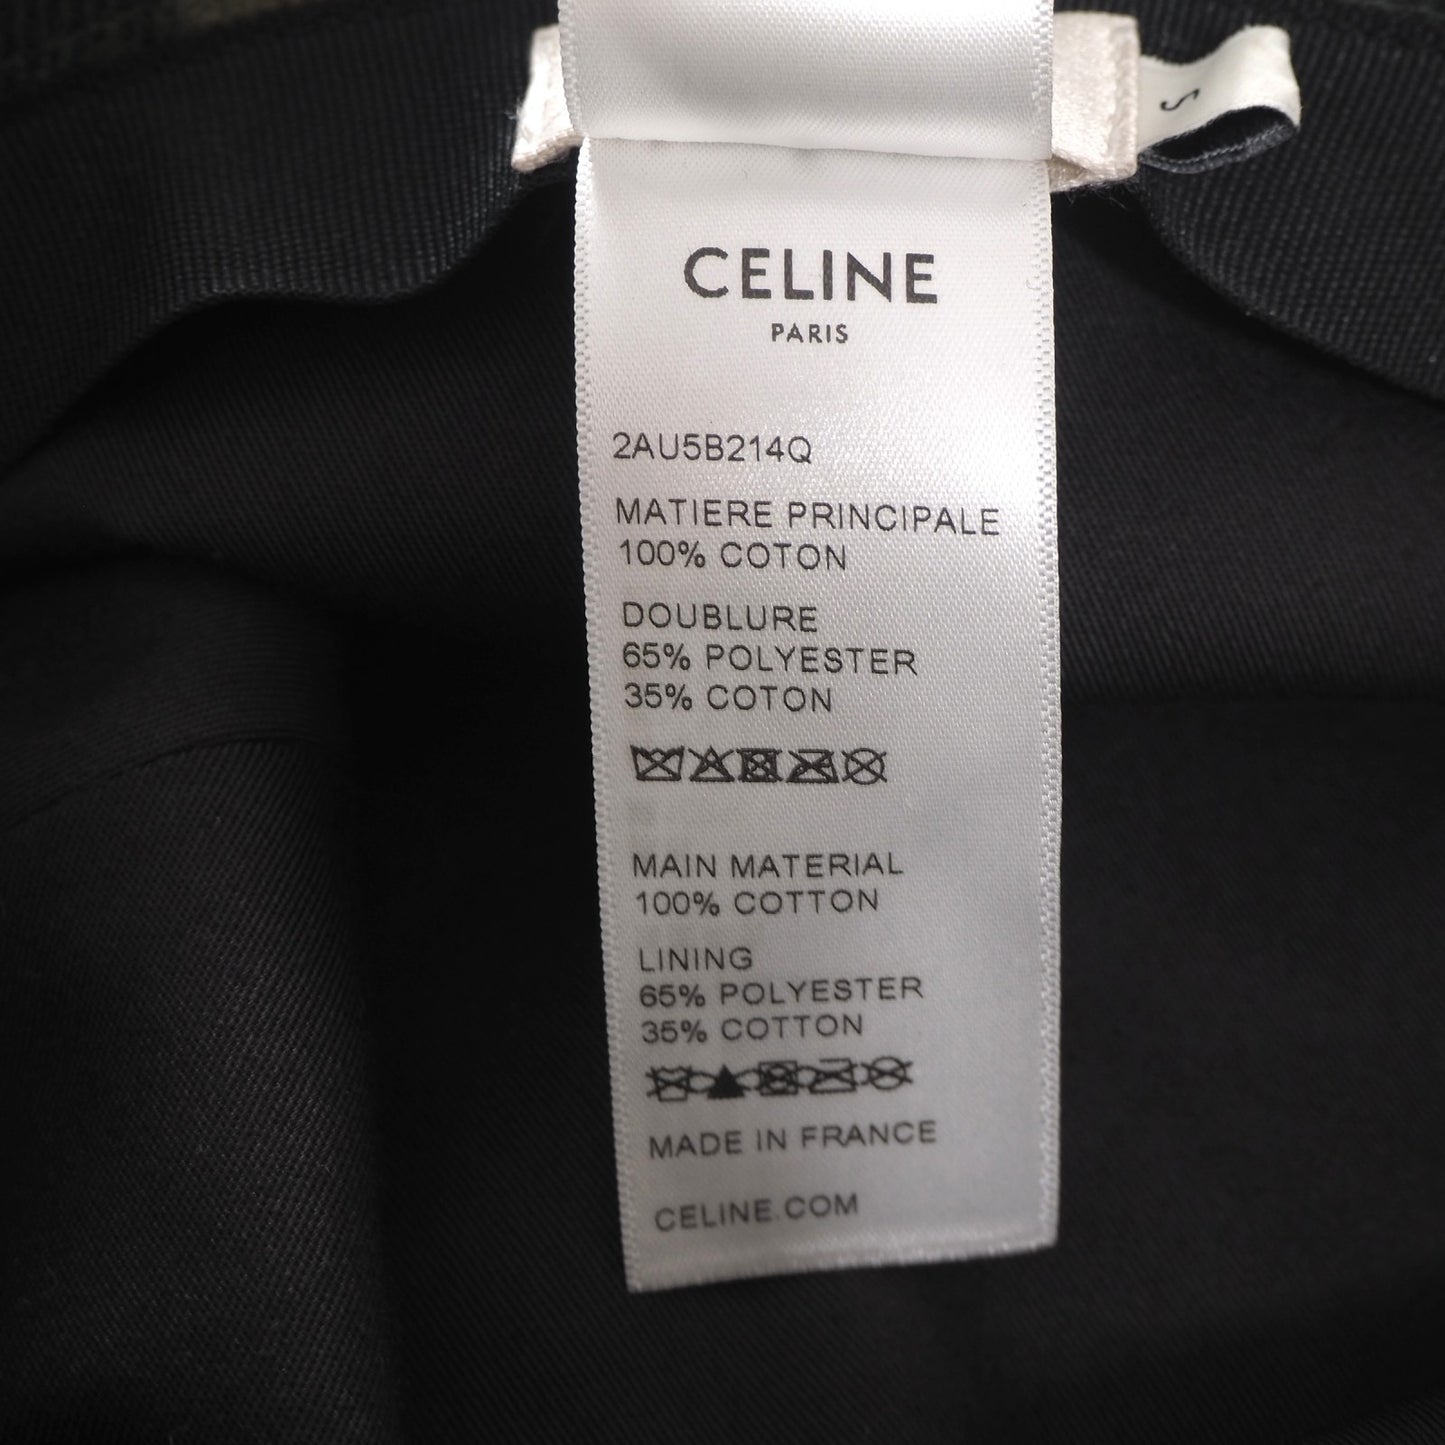 S
CELINE
PARIS
2AU5B214Q
MATIERE PRINCIPALE
100% COTON
DOUBLURE
65% POLYESTER
35% COTON
MAIN MATERIAL
100% COTTON
LINING
65% POLYESTER
35% COTTON
MADE IN FRANCE
CELINE.COM